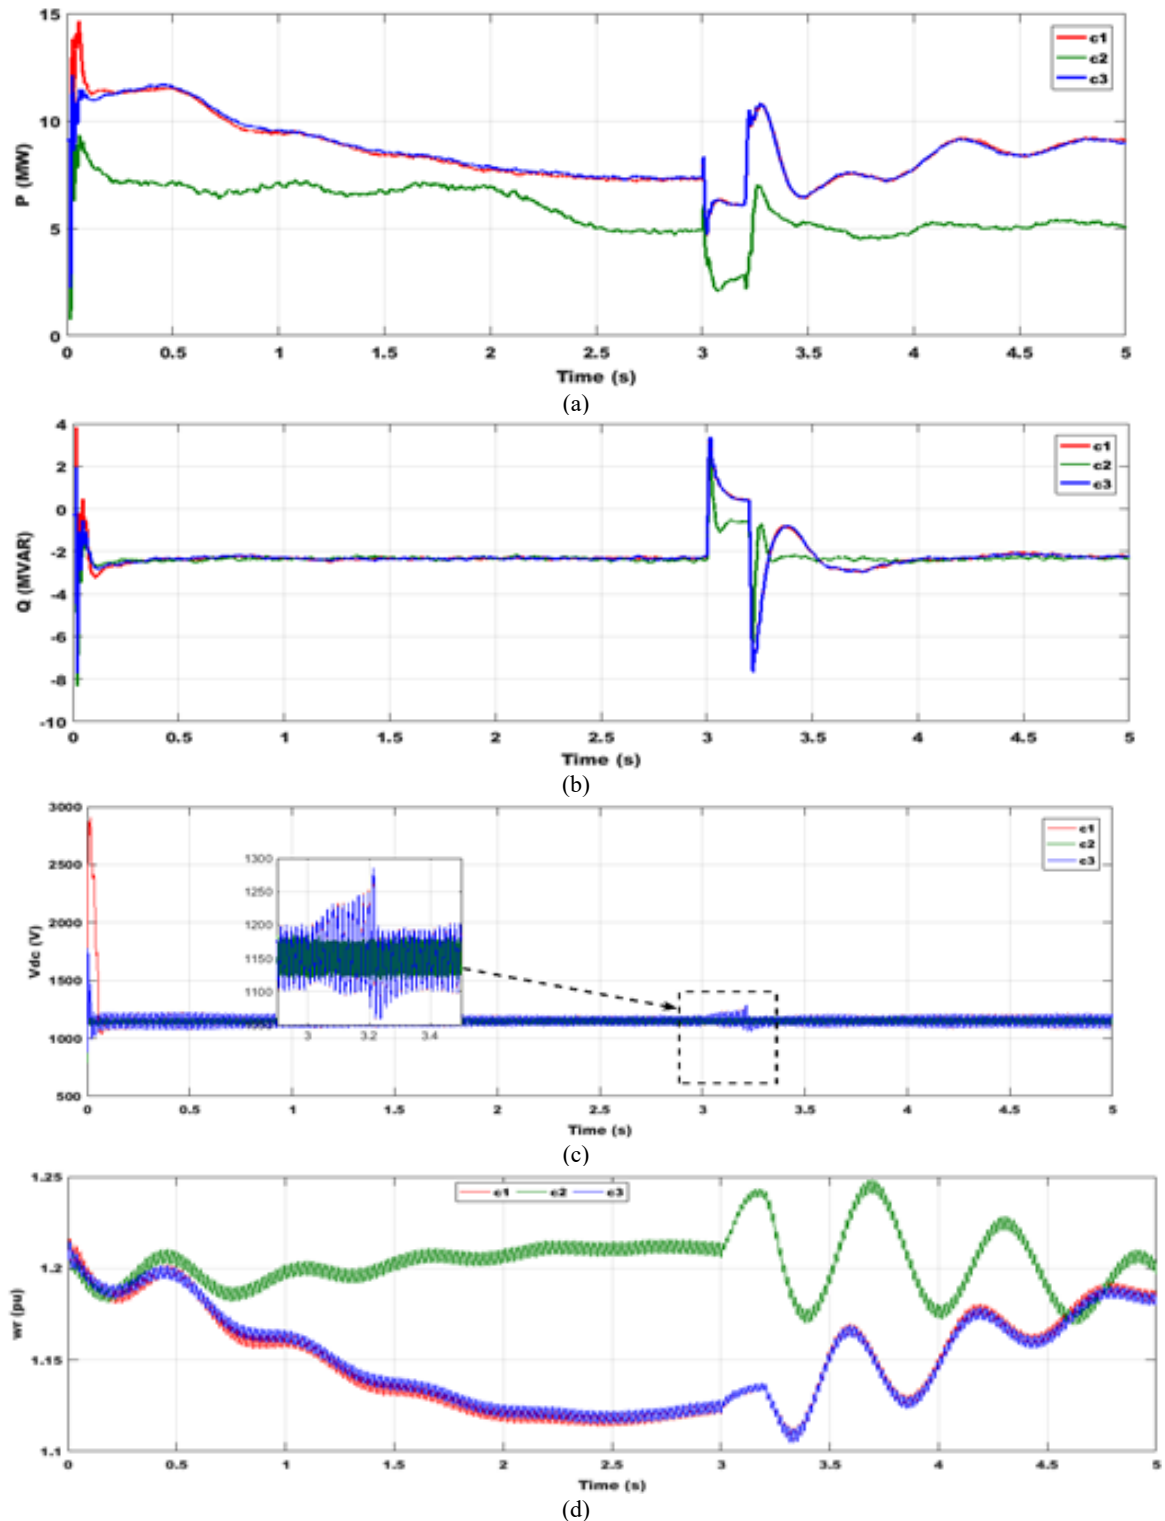 15
10
5
0
P (MW)
c1
c2
c3
0 0.5 1 1.5 2 2.5 3 3.5 4 4.5 5
Time (s)
(a)
4
2
0
-2
-4
-6
-8
-10
Q (MVAR)
c1
c2
c3
0 0.5 1 1.5 2 2.5 3 3.5 4 4.5 5
Time (s)
(b)
3000
2500
2000
1500
1000
500
Vdc (V)
1300
1250
1200
1150
1100
3 3.2 3.4
c1
c2
c3
0 0.5 1 1.5 2 2.5 3 3.5 4 4.5 5
Time (s)
(c)
1.25
1.2
1.15
1.1
wr (pu)
c1 c2 c3
0 0.5 1 1.5 2 2.5 3 3.5 4 4.5 5
Time (s)
(d)